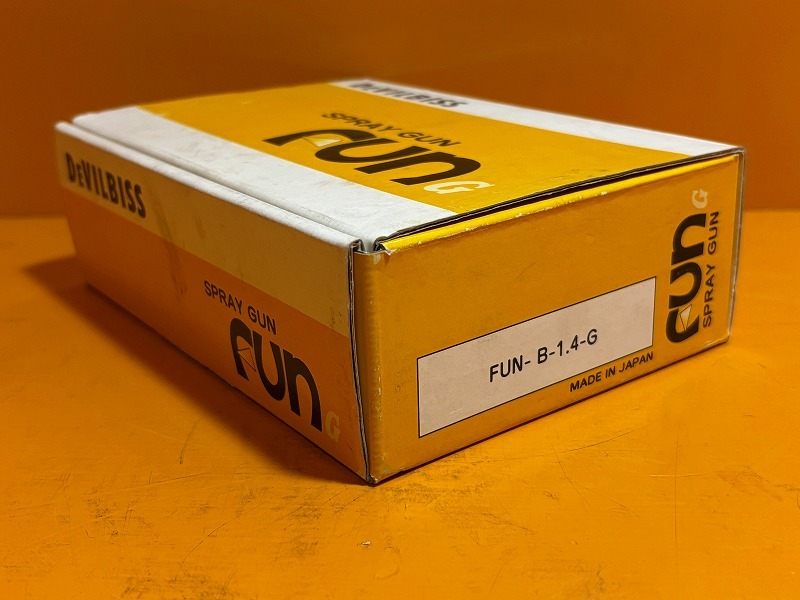 DeVILBISS
SPRAY GUN
FUN G
DeVILBISS
SPRAY GUN
FUN G
FUN- B-1.4-G
MADE IN JAPAN
FUN G
SPRAY GUN